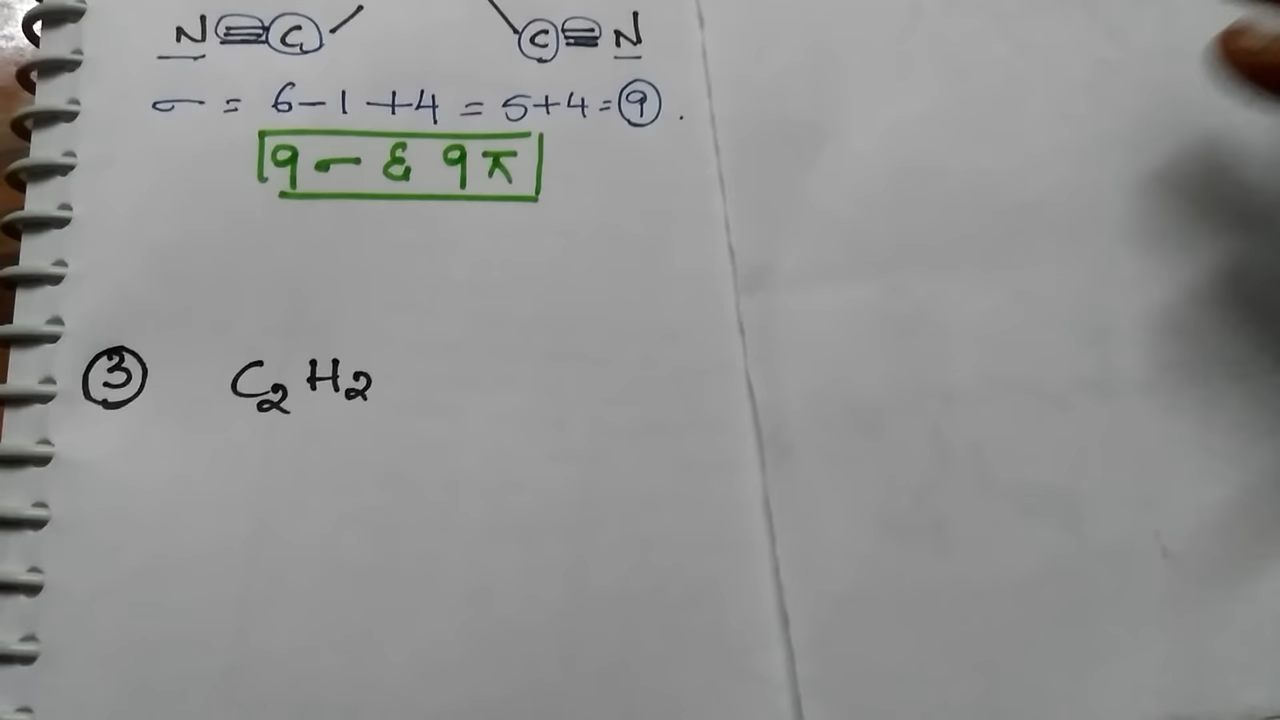 N≡C C≡N
σ = 6-1+4 = 5+4 = 9.
9σ & 9π
3 C₂H₂